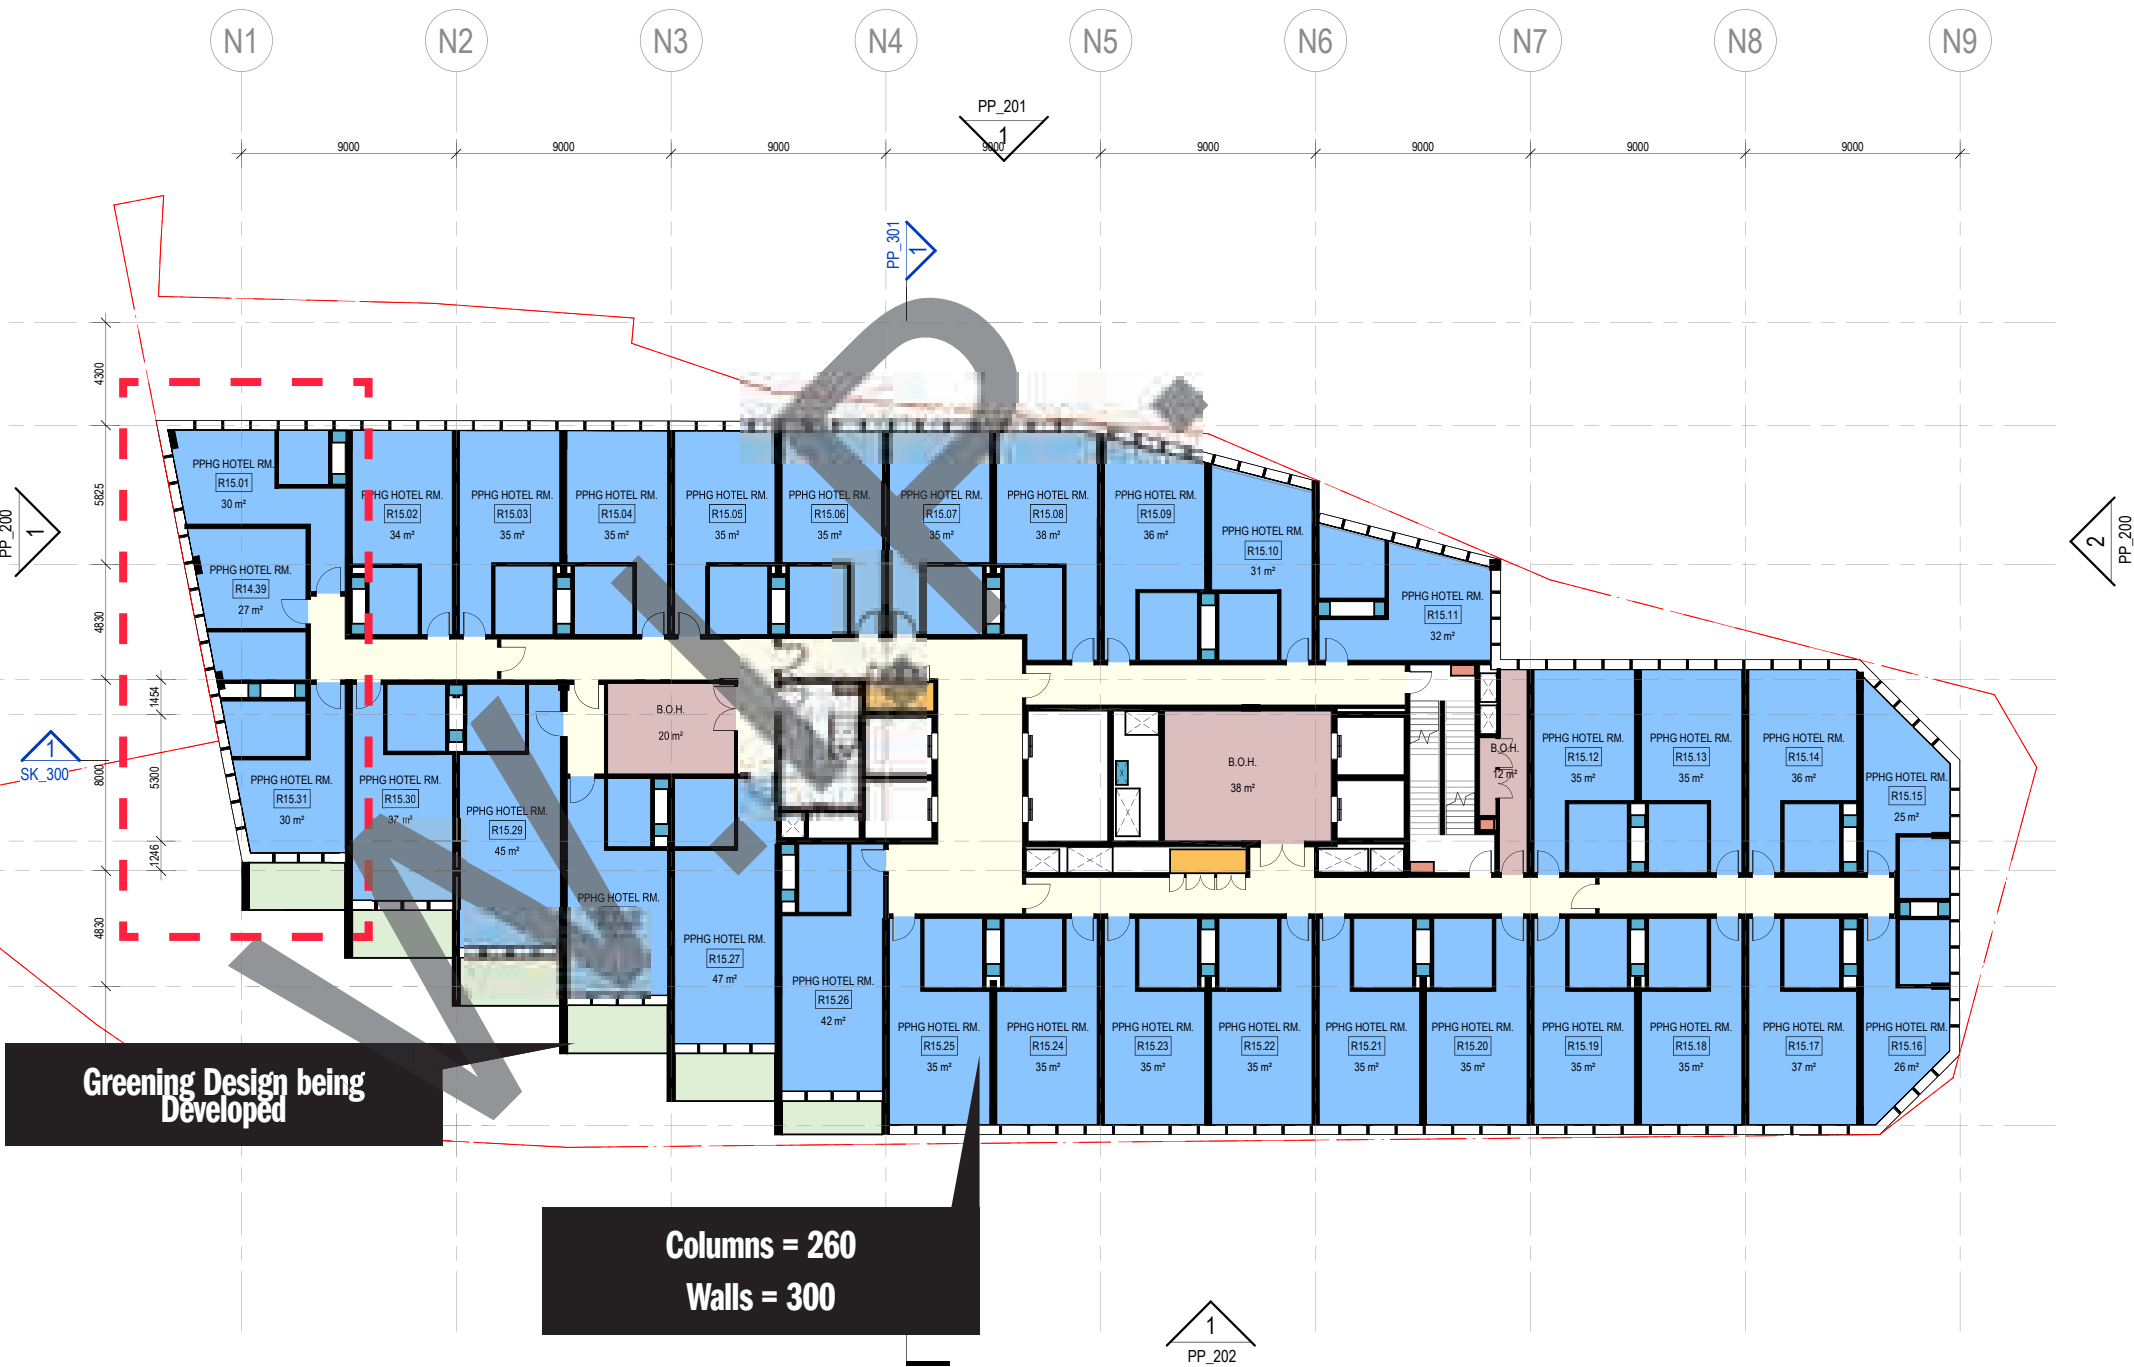 N1 N2 N3 N4 N5 N6 N7 N8 N9
PP_201
1
9000 9000 9000 9000 9000 9000 9000 9000
PP_301
1
4300
5825
4830
1454
8000
5300
1246
4830
PP_200
1
2
PP_200
1
SK_300
PPHG HOTEL RM.
R15.01
30 m²
PPHG HOTEL RM.
R15.02
34 m²
PPHG HOTEL RM.
R15.03
35 m²
PPHG HOTEL RM.
R15.04
35 m²
PPHG HOTEL RM.
R15.05
35 m²
PPHG HOTEL RM.
R15.06
35 m²
PPHG HOTEL RM.
R15.07
35 m²
PPHG HOTEL RM.
R15.08
38 m²
PPHG HOTEL RM.
R15.09
36 m²
PPHG HOTEL RM.
R15.10
31 m²
PPHG HOTEL RM.
R15.11
32 m²
PPHG HOTEL RM.
R14.39
27 m²
B.O.H.
20 m²
B.O.H.
38 m²
B.O.H.
12 m²
PPHG HOTEL RM.
R15.12
35 m²
PPHG HOTEL RM.
R15.13
35 m²
PPHG HOTEL RM.
R15.14
36 m²
PPHG HOTEL RM.
R15.15
25 m²
PPHG HOTEL RM.
R15.31
30 m²
PPHG HOTEL RM.
R15.30
37 m²
PPHG HOTEL RM.
R15.29
45 m²
PPHG HOTEL RM.
PPHG HOTEL RM.
R15.27
47 m²
PPHG HOTEL RM.
R15.26
42 m²
PPHG HOTEL RM.
R15.25
35 m²
PPHG HOTEL RM.
R15.24
35 m²
PPHG HOTEL RM.
R15.23
35 m²
PPHG HOTEL RM.
R15.22
35 m²
PPHG HOTEL RM.
R15.21
35 m²
PPHG HOTEL RM.
R15.20
35 m²
PPHG HOTEL RM.
R15.19
35 m²
PPHG HOTEL RM.
R15.18
35 m²
PPHG HOTEL RM.
R15.17
37 m²
PPHG HOTEL RM.
R15.16
26 m²
Greening Design being
Developed
Columns = 260
Walls = 300
1
PP_202